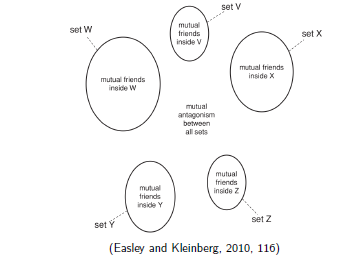 set V
set W
set X
mutual
friends
inside V
mutual friends
inside W
mutual friends
inside X
mutual
antagonism
between
all sets
mutual
friends
inside Y
mutual
friends
inside Z
set Y
set Z
(Easley and Kleinberg, 2010, 116)